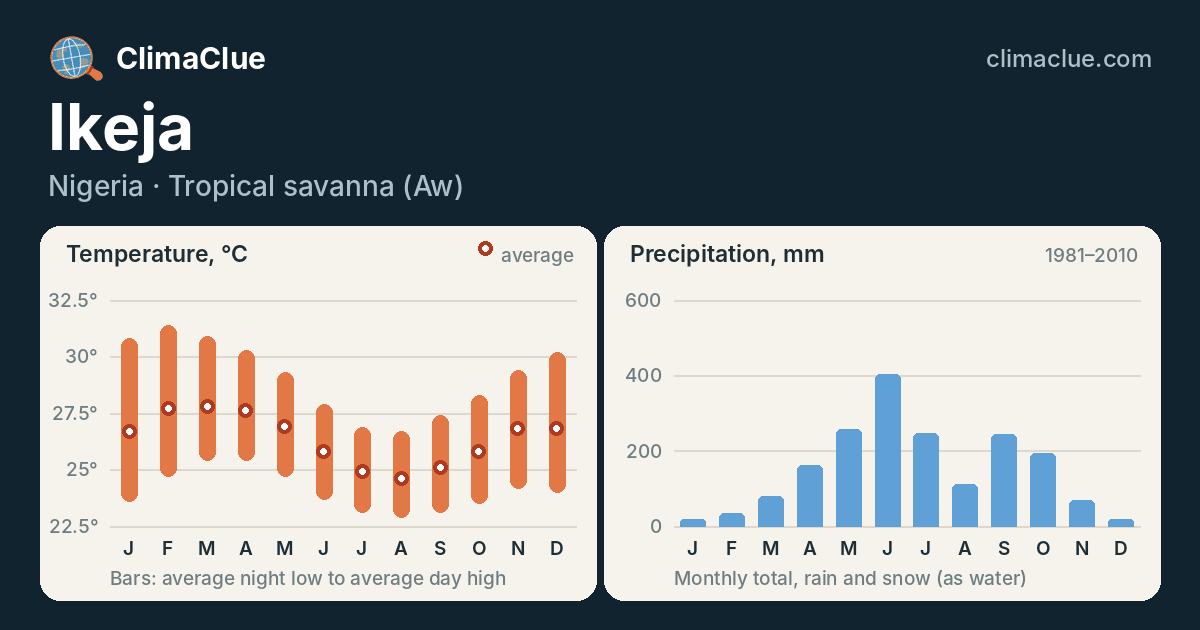 ClimaClue
climaclue.com
Ikeja
Nigeria · Tropical savanna (Aw)
Temperature, °C
average
32.5°
30°
27.5°
25°
22.5°
J F M A M J J A S O N D
Bars: average night low to average day high
Precipitation, mm
1981–2010
600
400
200
0
J F M A M J J A S O N D
Monthly total, rain and snow (as water)